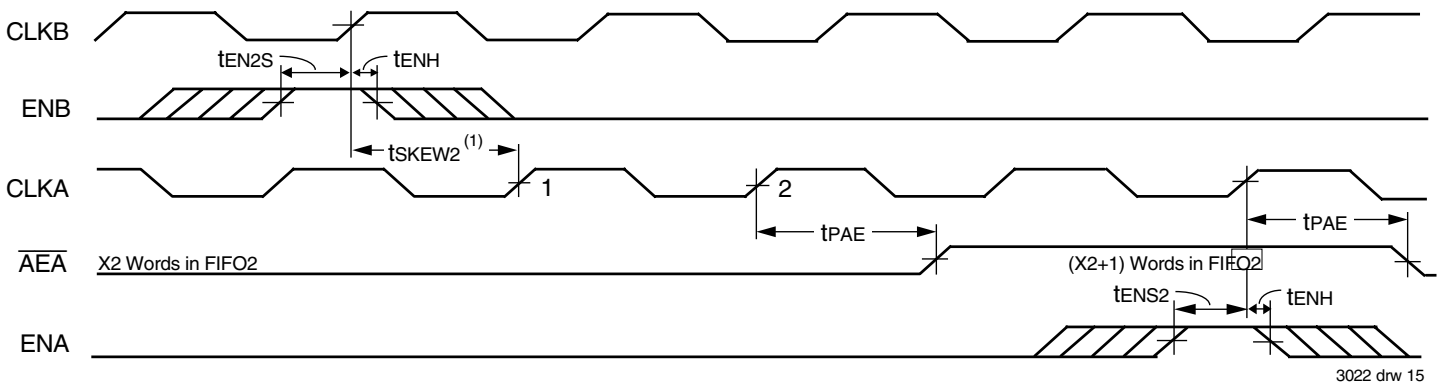 CLKB
tEN2S
tENH
ENB
tSKEW2 (1)
CLKA
1
2
tPAE
tPAE
AEA
X2 Words in FIFO2
(X2+1) Words in FIFO2
tENS2
tENH
ENA
3022 drw 15